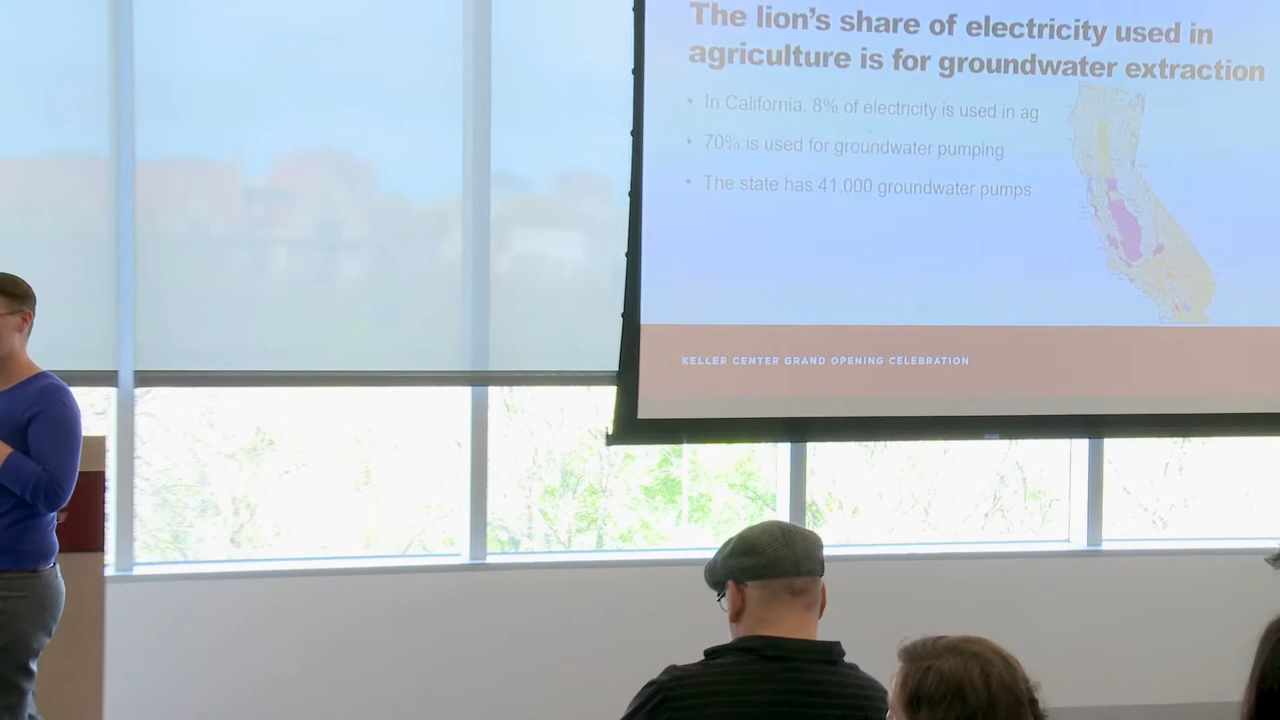 The lion's share of electricity used in
agriculture is for groundwater extraction
• In California, 8% of electricity is used in ag
• 70% is used for groundwater pumping
• The state has 41,000 groundwater pumps
KELLER CENTER GRAND OPENING CELEBRATION